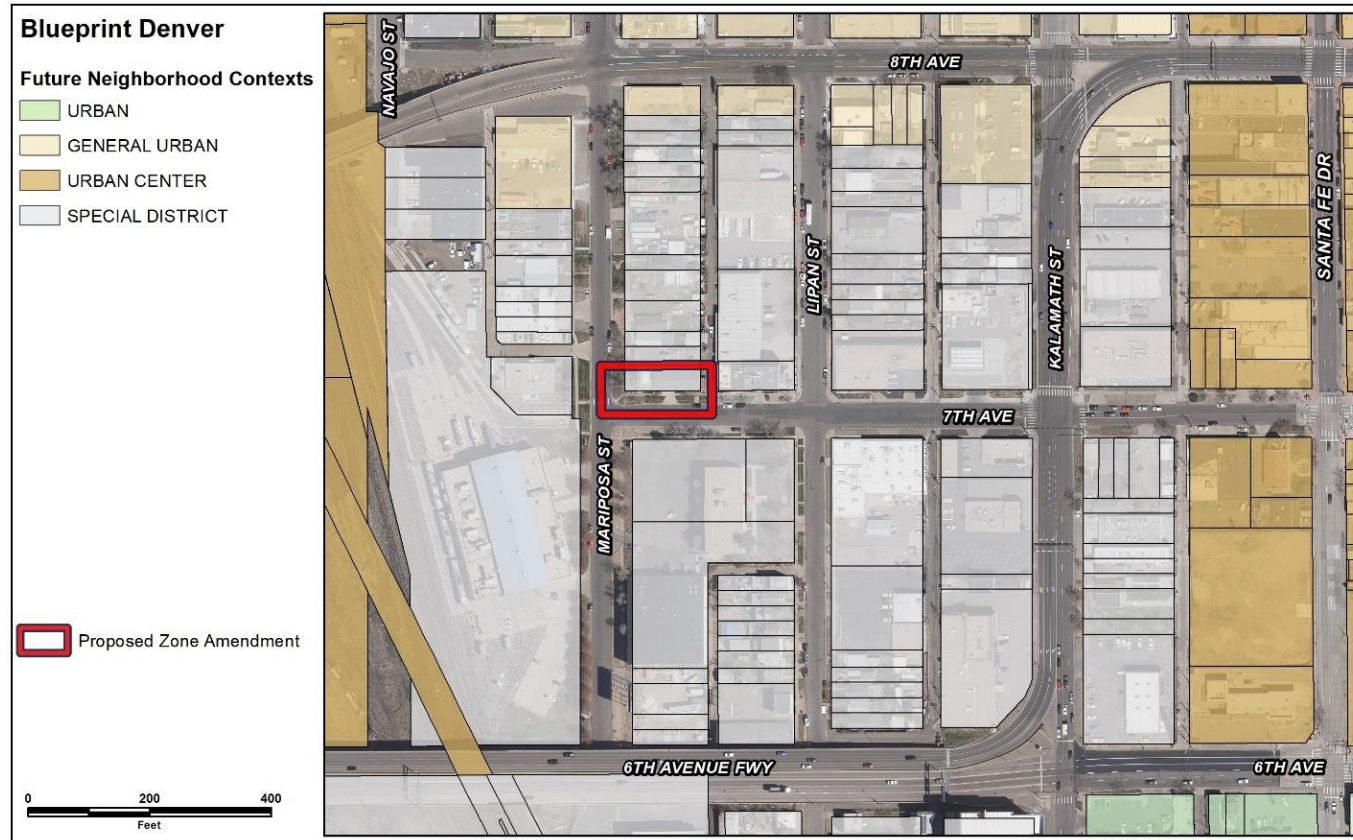 Blueprint Denver
Future Neighborhood Contexts
URBAN
GENERAL URBAN
URBAN CENTER
SPECIAL DISTRICT
Proposed Zone Amendment
0 200 400
Feet
NAVAJO ST
8TH AVE
LIPAN ST
KALAMATH ST
SANTA FE DR
7TH AVE
MARIPOSA ST
6TH AVENUE FWY
6TH AVE